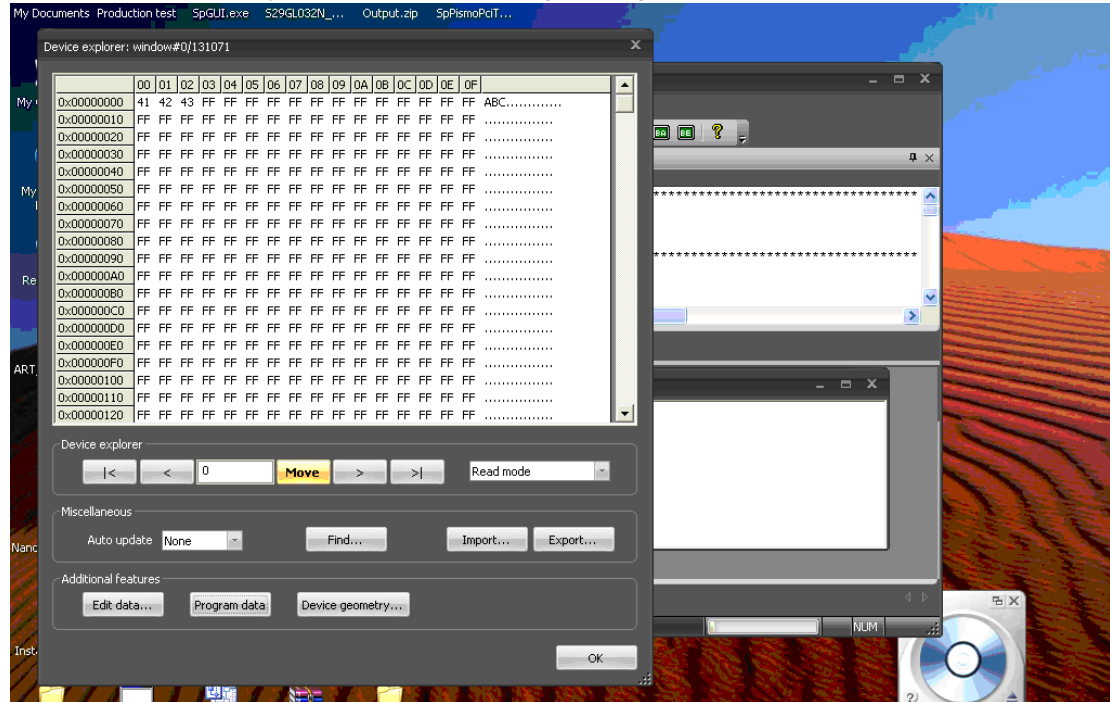 My Documents Production test SpGUI.exe S29GL032N_... Output.zip SpPismoPciT...
Device explorer: window#0/131071
00 01 02 03 04 05 06 07 08 09 0A 0B 0C 0D 0E 0F
0x00000000 41 42 43 FF FF FF FF FF FF FF FF FF FF FF FF FF ABC.............
0x00000010 FF FF FF FF FF FF FF FF FF FF FF FF FF FF FF FF ................
0x00000020 FF FF FF FF FF FF FF FF FF FF FF FF FF FF FF FF ................
0x00000030 FF FF FF FF FF FF FF FF FF FF FF FF FF FF FF FF ................
0x00000040 FF FF FF FF FF FF FF FF FF FF FF FF FF FF FF FF ................
0x00000050 FF FF FF FF FF FF FF FF FF FF FF FF FF FF FF FF ................
0x00000060 FF FF FF FF FF FF FF FF FF FF FF FF FF FF FF FF ................
0x00000070 FF FF FF FF FF FF FF FF FF FF FF FF FF FF FF FF ................
0x00000080 FF FF FF FF FF FF FF FF FF FF FF FF FF FF FF FF ................
0x00000090 FF FF FF FF FF FF FF FF FF FF FF FF FF FF FF FF ................
0x000000A0 FF FF FF FF FF FF FF FF FF FF FF FF FF FF FF FF ................
0x000000B0 FF FF FF FF FF FF FF FF FF FF FF FF FF FF FF FF ................
0x000000C0 FF FF FF FF FF FF FF FF FF FF FF FF FF FF FF FF ................
0x000000D0 FF FF FF FF FF FF FF FF FF FF FF FF FF FF FF FF ................
0x000000E0 FF FF FF FF FF FF FF FF FF FF FF FF FF FF FF FF ................
0x000000F0 FF FF FF FF FF FF FF FF FF FF FF FF FF FF FF FF ................
0x00000100 FF FF FF FF FF FF FF FF FF FF FF FF FF FF FF FF ................
0x00000110 FF FF FF FF FF FF FF FF FF FF FF FF FF FF FF FF ................
0x00000120 FF FF FF FF FF FF FF FF FF FF FF FF FF FF FF FF ................
Device explorer
|< < 0 Move > >| Read mode
Miscellaneous
Auto update None Find... Import... Export...
Additional features
Edit data... Program data Device geometry...
OK
My
My
Re
ART_
Nanc
Inst
BA BE ?
NUM